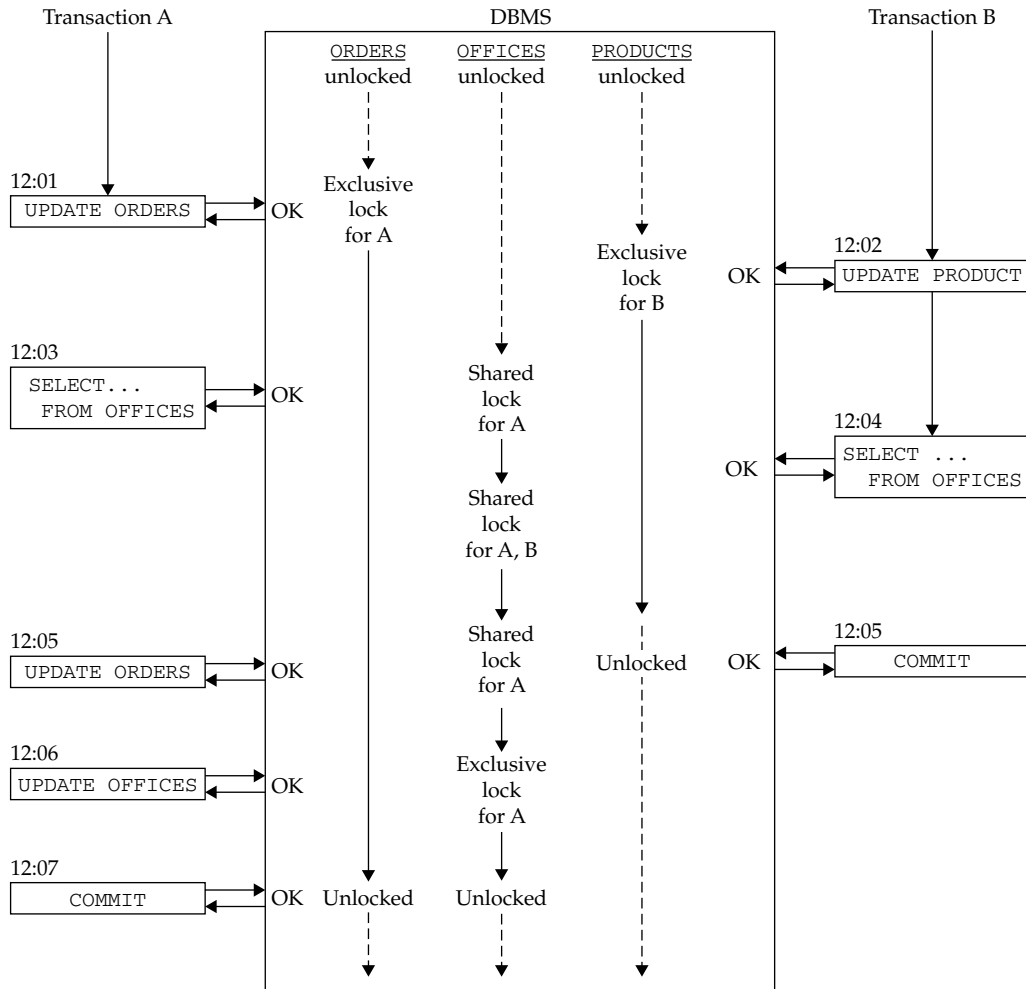 Transaction A
DBMS
Transaction B
ORDERS
unlocked
OFFICES
unlocked
PRODUCTS
unlocked
12:01
UPDATE ORDERS
OK
Exclusive
lock
for A
Exclusive
lock
for B
OK
12:02
UPDATE PRODUCT
12:03
SELECT...
FROM OFFICES
OK
Shared
lock
for A
12:04
SELECT ...
FROM OFFICES
OK
Shared
lock
for A, B
12:05
UPDATE ORDERS
OK
Shared
lock
for A
Unlocked
OK
12:05
COMMIT
12:06
UPDATE OFFICES
OK
Exclusive
lock
for A
12:07
COMMIT
OK
Unlocked
Unlocked